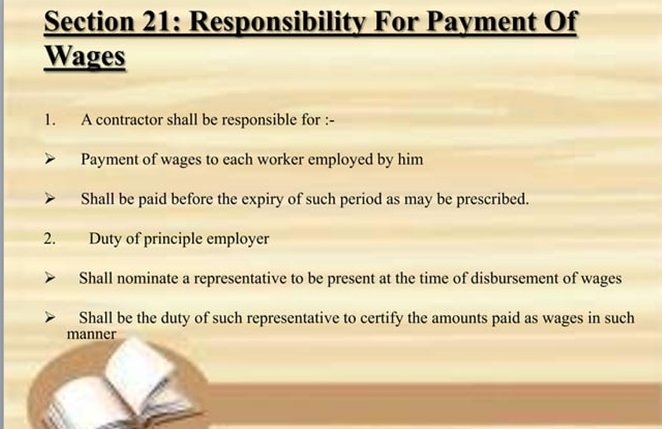 Section 21: Responsibility For Payment Of
Wages
1. A contractor shall be responsible for :-
➢ Payment of wages to each worker employed by him
➢ Shall be paid before the expiry of such period as may be prescribed.
2. Duty of principle employer
➢ Shall nominate a representative to be present at the time of disbursement of wages
➢ Shall be the duty of such representative to certify the amounts paid as wages in such
manner